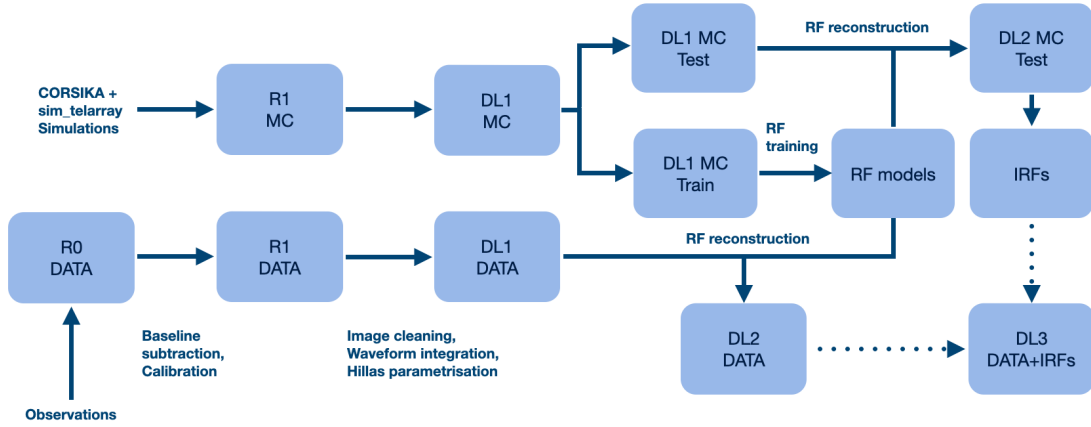 CORSIKA +
sim_telarray
Simulations
R1
MC
DL1
MC
DL1 MC
Test
RF reconstruction
DL2 MC
Test
DL1 MC
Train
RF
training
RF models
IRFs
R0
DATA
R1
DATA
DL1
DATA
RF reconstruction
Baseline
subtraction,
Calibration
Image cleaning,
Waveform integration,
Hillas parametrisation
DL2
DATA
DL3
DATA+IRFs
Observations